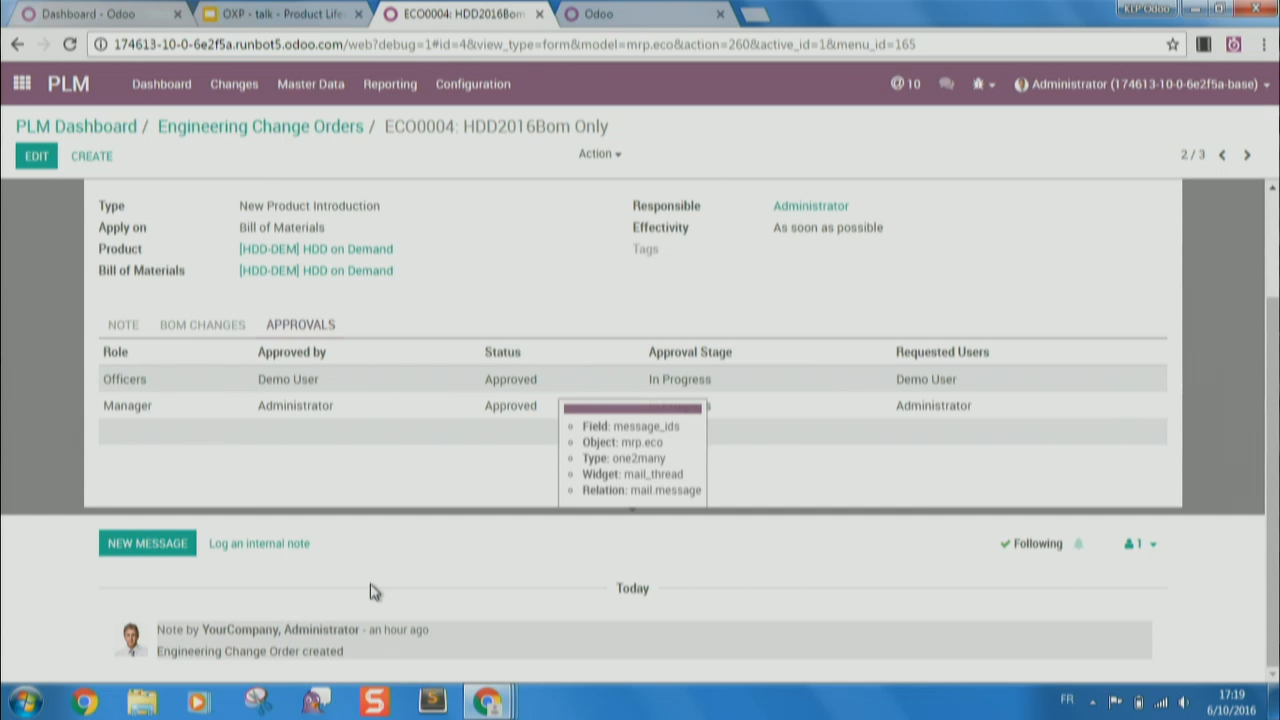 Dashboard - Odoo
OXP - talk - Product Life
ECO0004: HDD2016Bom
Odoo
KLP Odoo
174613-10-0-6e2f5a.runbot5.odoo.com/web?debug=1#id=4&view_type=form&model=mrp.eco&action=260&active_id=1&menu_id=165
PLM Dashboard Changes Master Data Reporting Configuration @ 10 Administrator (174613-10-0-6e2f5a-base)
PLM Dashboard / Engineering Change Orders / ECO0004: HDD2016Bom Only
EDIT CREATE Action 2 / 3
Type New Product Introduction Responsible Administrator
Apply on Bill of Materials Effectivity As soon as possible
Product [HDD-DEM] HDD on Demand Tags
Bill of Materials [HDD-DEM] HDD on Demand
NOTE BOM CHANGES APPROVALS
Role Approved by Status Approval Stage Requested Users
Officers Demo User Approved In Progress Demo User
Manager Administrator Approved Administrator
Field: message_ids
Object: mrp.eco
Type: one2many
Widget: mail_thread
Relation: mail.message
NEW MESSAGE Log an internal note Following 1
Today
Note by YourCompany, Administrator - an hour ago
Engineering Change Order created
FR 17:19
6/10/2016